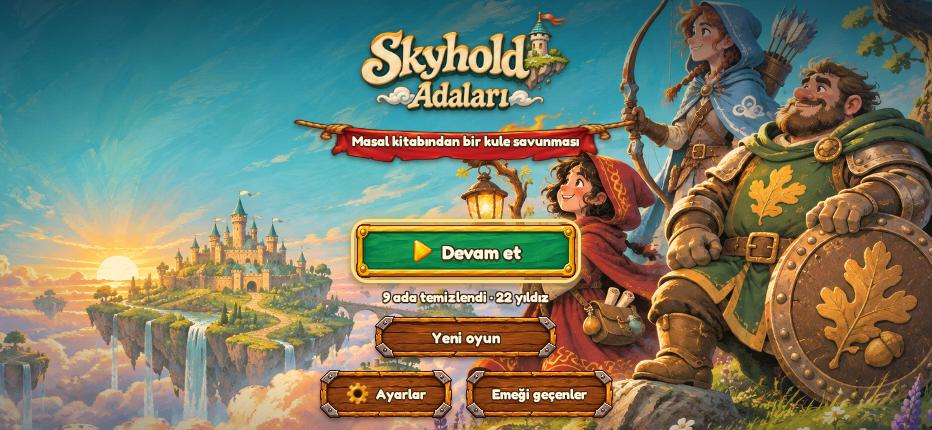 Skyhold
Adaları
Masal kitabından bir kule savunması
Devam et
9 ada temizlendi · 22 yıldız
Yeni oyun
Ayarlar
Emeği geçenler